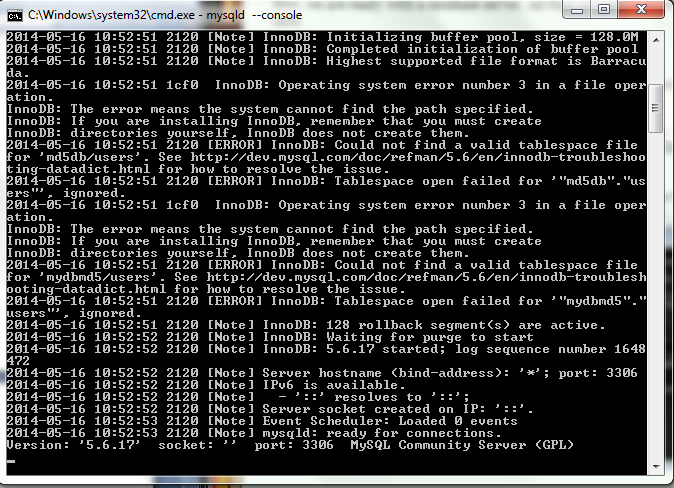 C:\Windows\system32\cmd.exe - mysqld  --console
2014-05-16 10:52:51 2120 [Note] InnoDB: Initializing buffer pool, size = 128.0M
2014-05-16 10:52:51 2120 [Note] InnoDB: Completed initialization of buffer pool
2014-05-16 10:52:51 2120 [Note] InnoDB: Highest supported file format is Barracu
da.
2014-05-16 10:52:51 1cf0  InnoDB: Operating system error number 3 in a file oper
ation.
InnoDB: The error means the system cannot find the path specified.
InnoDB: If you are installing InnoDB, remember that you must create
InnoDB: directories yourself, InnoDB does not create them.
2014-05-16 10:52:51 2120 [ERROR] InnoDB: Could not find a valid tablespace file
for 'md5db/users'. See http://dev.mysql.com/doc/refman/5.6/en/innodb-troubleshoo
ting-datadict.html for how to resolve the issue.
2014-05-16 10:52:51 2120 [ERROR] InnoDB: Tablespace open failed for '"md5db"."us
ers"', ignored.
2014-05-16 10:52:51 1cf0  InnoDB: Operating system error number 3 in a file oper
ation.
InnoDB: The error means the system cannot find the path specified.
InnoDB: If you are installing InnoDB, remember that you must create
InnoDB: directories yourself, InnoDB does not create them.
2014-05-16 10:52:51 2120 [ERROR] InnoDB: Could not find a valid tablespace file
for 'mydbmd5/users'. See http://dev.mysql.com/doc/refman/5.6/en/innodb-troublesh
ooting-datadict.html for how to resolve the issue.
2014-05-16 10:52:51 2120 [ERROR] InnoDB: Tablespace open failed for '"mydbmd5"."
users"', ignored.
2014-05-16 10:52:51 2120 [Note] InnoDB: 128 rollback segment(s) are active.
2014-05-16 10:52:52 2120 [Note] InnoDB: Waiting for purge to start
2014-05-16 10:52:52 2120 [Note] InnoDB: 5.6.17 started; log sequence number 1648
472
2014-05-16 10:52:52 2120 [Note] Server hostname (bind-address): '*'; port: 3306
2014-05-16 10:52:52 2120 [Note] IPv6 is available.
2014-05-16 10:52:52 2120 [Note]   - '::' resolves to '::';
2014-05-16 10:52:52 2120 [Note] Server socket created on IP: '::'.
2014-05-16 10:52:53 2120 [Note] Event Scheduler: Loaded 0 events
2014-05-16 10:52:53 2120 [Note] mysqld: ready for connections.
Version: '5.6.17'  socket: ''  port: 3306  MySQL Community Server (GPL)